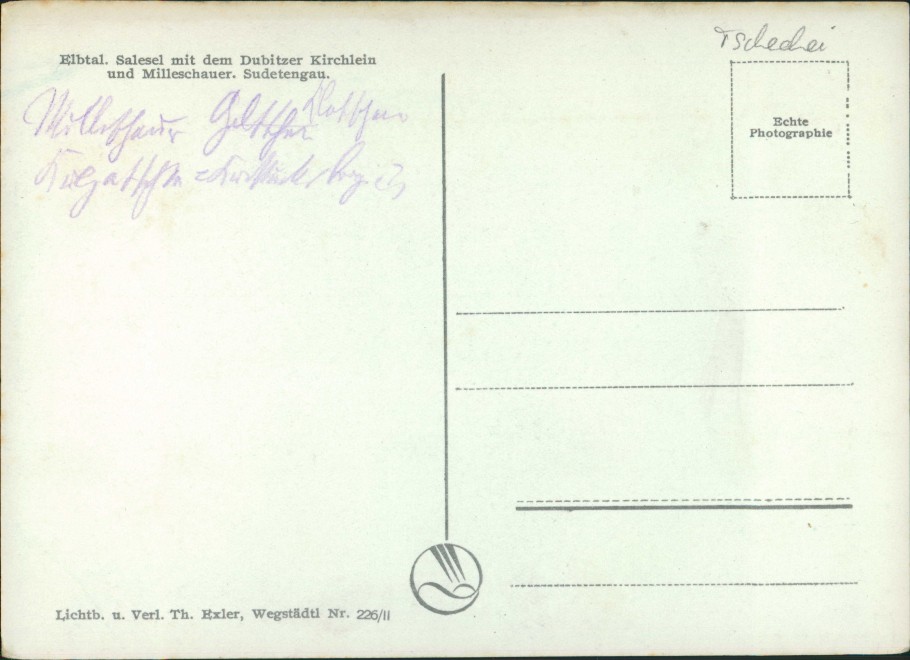 Elbtal. Salesel mit dem Dubitzer Kirchlein
und Milleschauer. Sudetengau.
Milleschauer
Tschechei
Echte
Photographie
Lichtb. u. Verl. Th. Exler, Wegstädtl Nr. 226/II